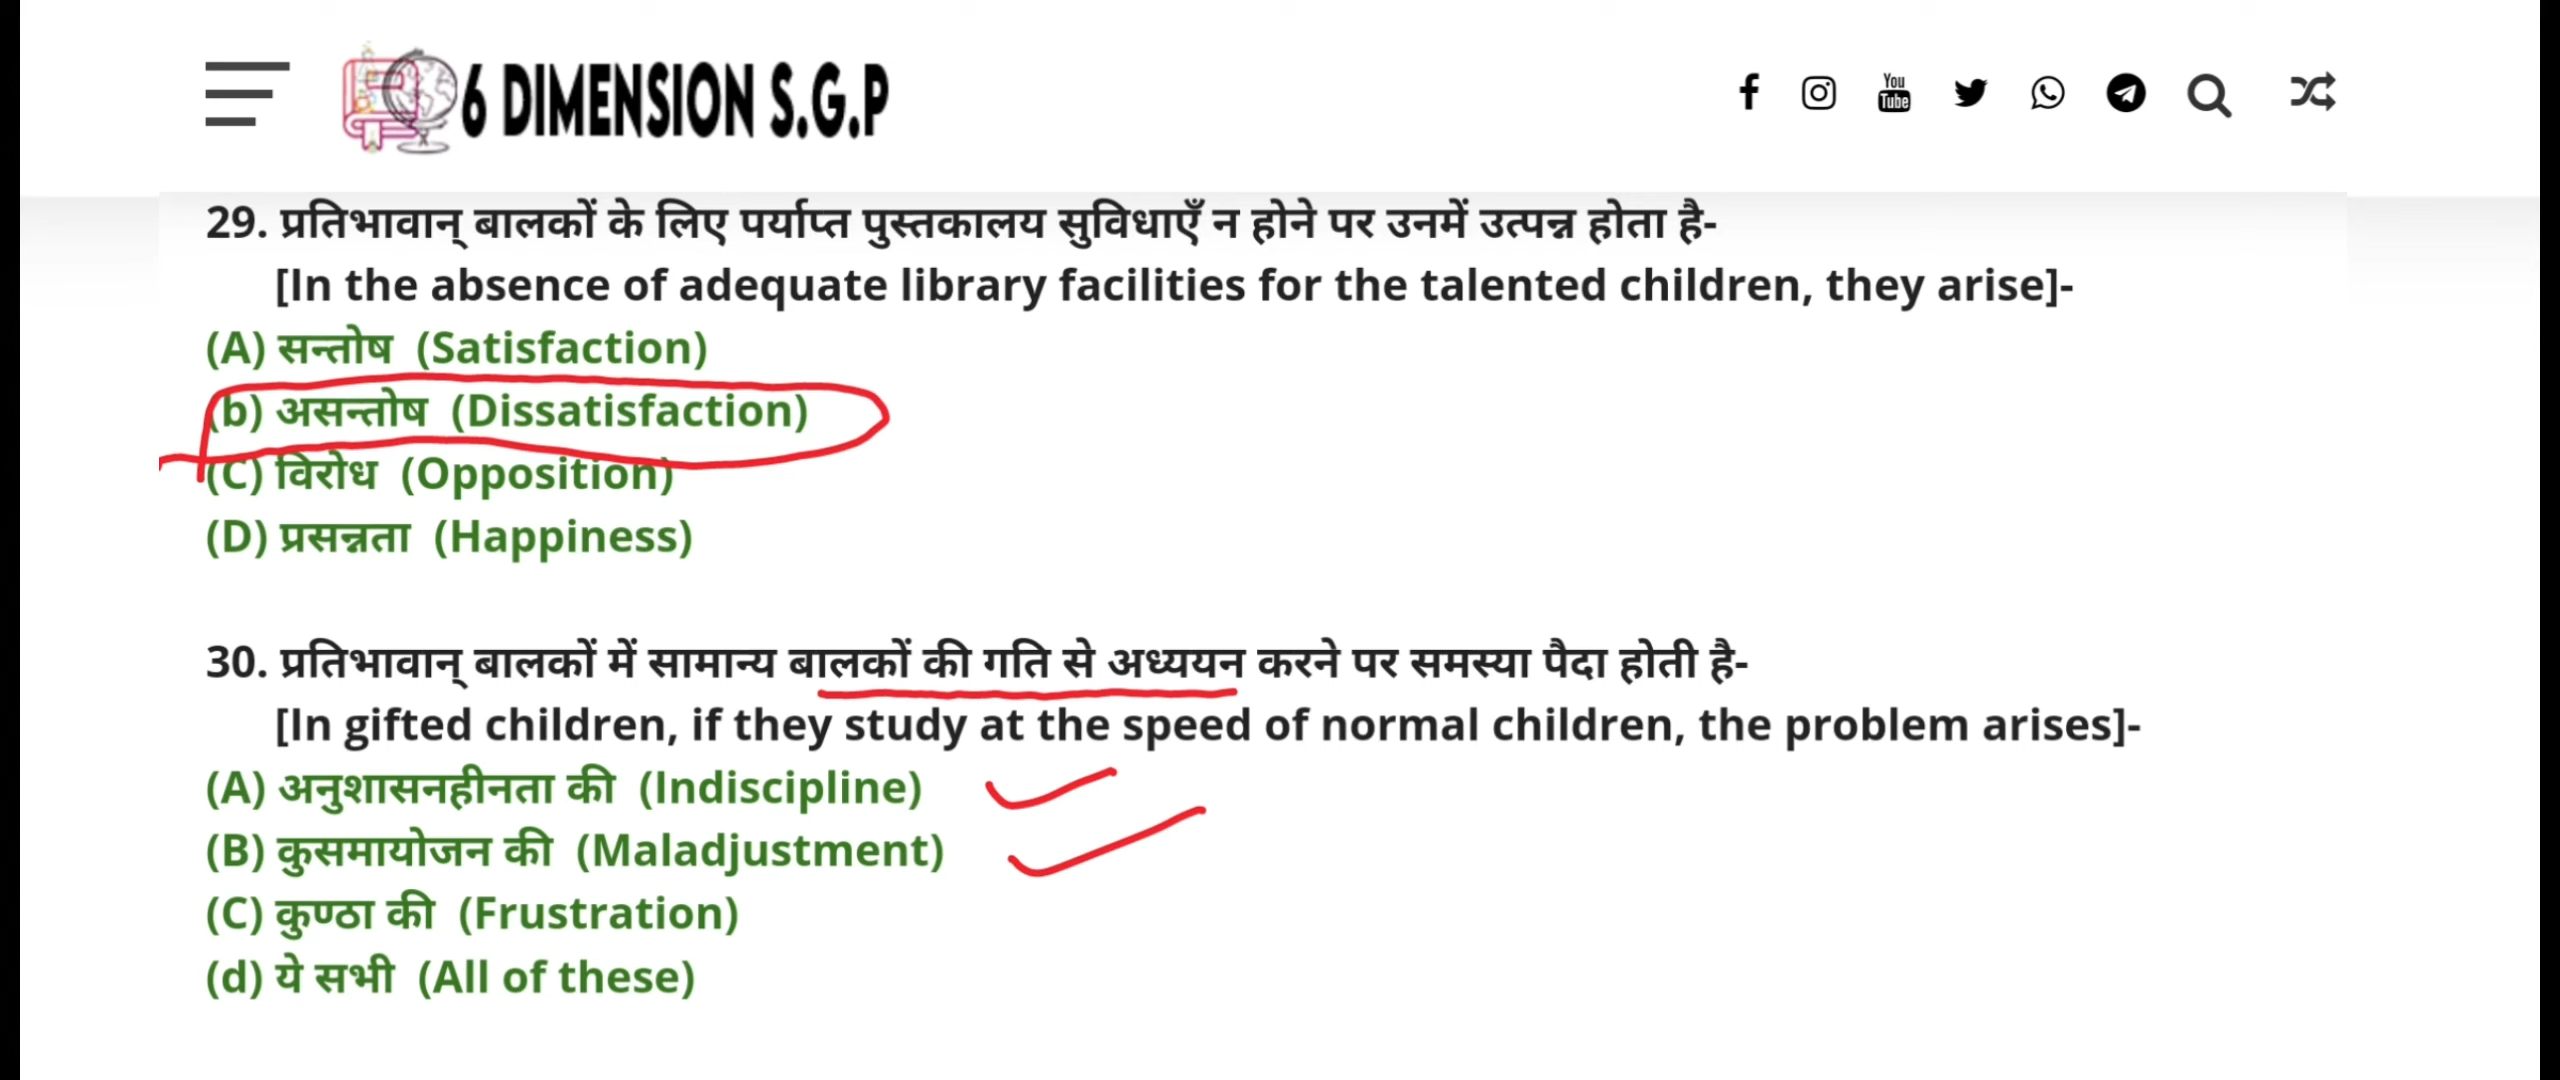 6 DIMENSION S.G.P
You Tube
29. प्रतिभावान् बालकों के लिए पर्याप्त पुस्तकालय सुविधाएँ न होने पर उनमें उत्पन्न होता है-
[In the absence of adequate library facilities for the talented children, they arise]-
(A) सन्तोष (Satisfaction)
(b) असन्तोष (Dissatisfaction)
(C) विरोध (Opposition)
(D) प्रसन्नता (Happiness)
30. प्रतिभावान् बालकों में सामान्य बालकों की गति से अध्ययन करने पर समस्या पैदा होती है-
[In gifted children, if they study at the speed of normal children, the problem arises]-
(A) अनुशासनहीनता की (Indiscipline)
(B) कुसमायोजन की (Maladjustment)
(C) कुण्ठा की (Frustration)
(d) ये सभी (All of these)